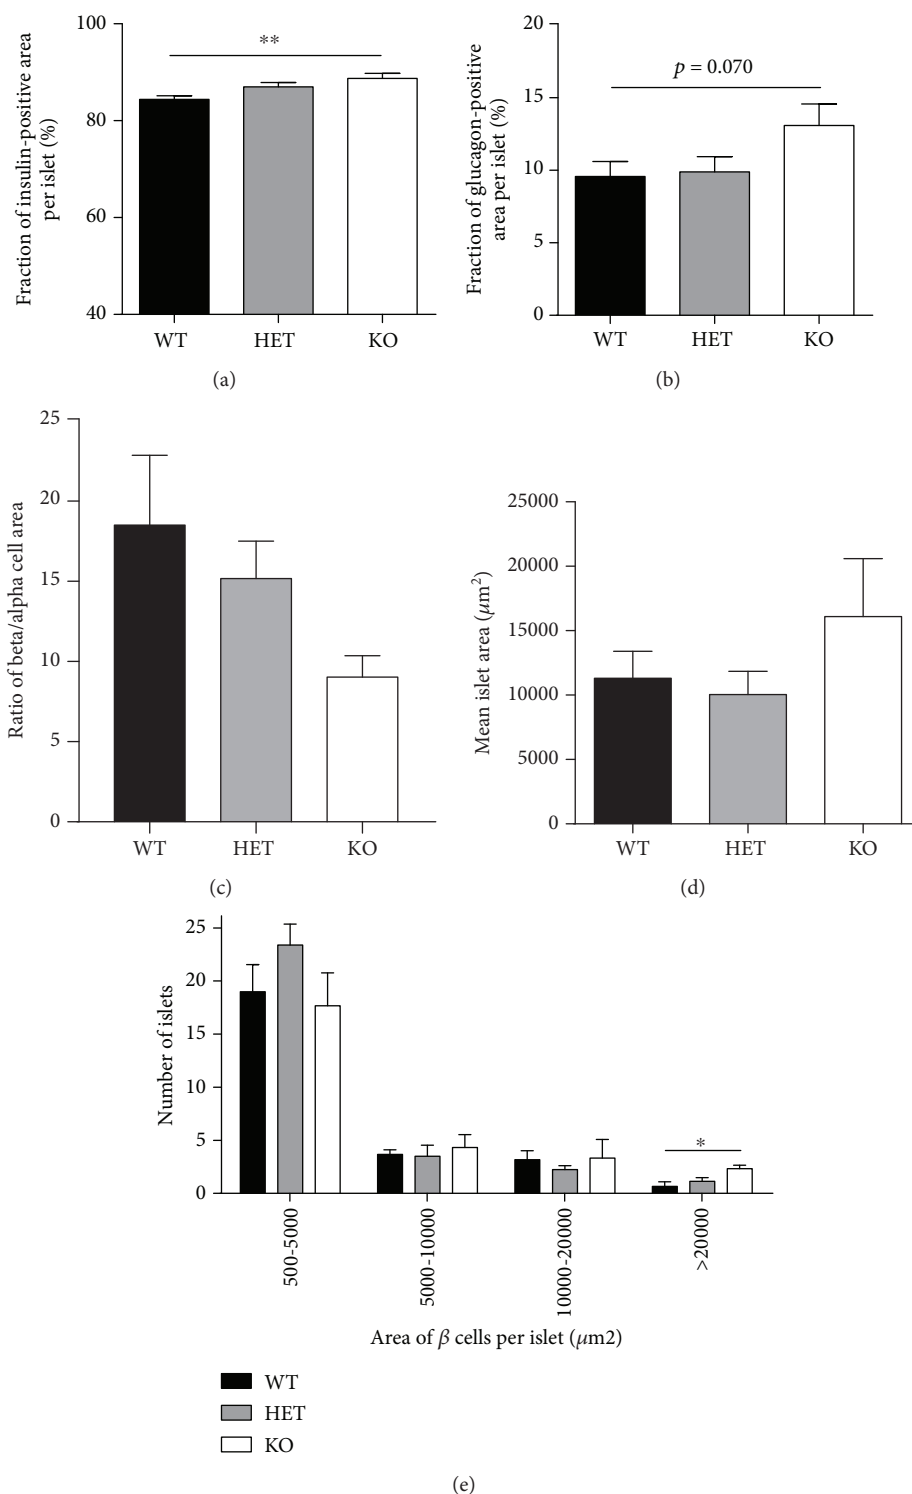 Fraction of insulin-positive area
per islet (%)
100
80
60
40
**
WT HET KO
(a)
Fraction of glucagon-positive
area per islet (%)
20
15
10
5
0
p = 0.070
WT HET KO
(b)
Ratio of beta/alpha cell area
25
20
15
10
5
0
WT HET KO
(c)
Mean islet area (μm²)
25000
20000
15000
10000
5000
0
WT HET KO
(d)
Number of islets
25
20
15
10
5
0
*
500-5000
5000-10000
10000-20000
>20000
Area of β cells per islet (μm2)
WT
HET
KO
(e)